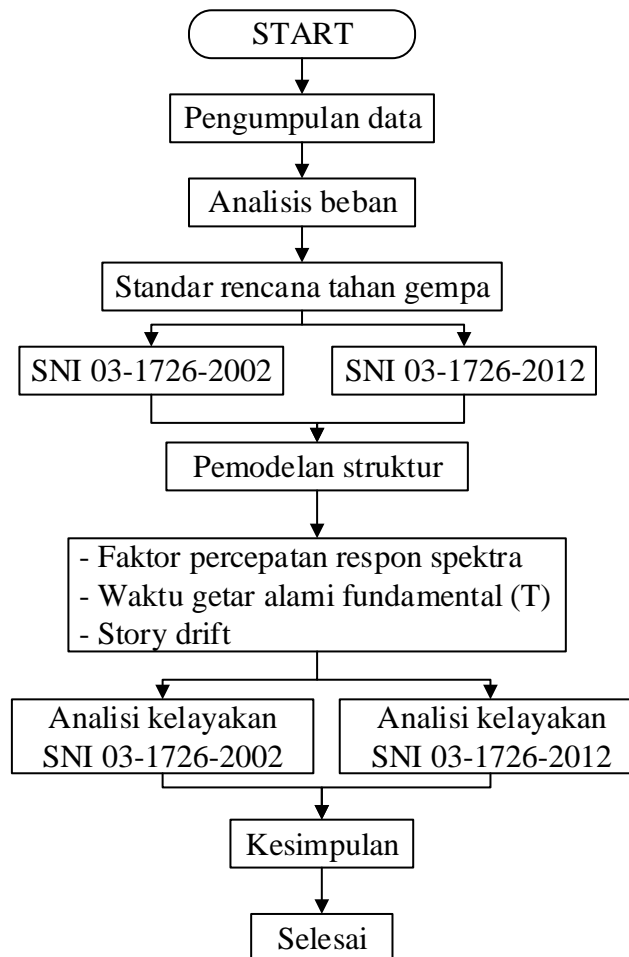 START
Pengumpulan data
Analisis beban
Standar rencana tahan gempa
SNI 03-1726-2002
SNI 03-1726-2012
Pemodelan struktur
- Faktor percepatan respon spektra
- Waktu getar alami fundamental (T)
- Story drift
Analisi kelayakan
SNI 03-1726-2002
Analisi kelayakan
SNI 03-1726-2012
Kesimpulan
Selesai